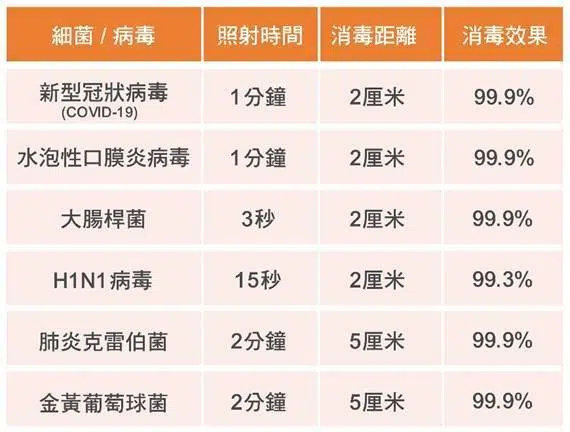 細菌 / 病毒 照射時間 消毒距離 消毒效果
新型冠狀病毒 1分鐘 2厘米 99.9%
(COVID-19)
水泡性口膜炎病毒 1分鐘 2厘米 99.9%
大腸桿菌 3秒 2厘米 99.9%
H1N1病毒 15秒 2厘米 99.3%
肺炎克雷伯菌 2分鐘 5厘米 99.9%
金黃葡萄球菌 2分鐘 5厘米 99.9%